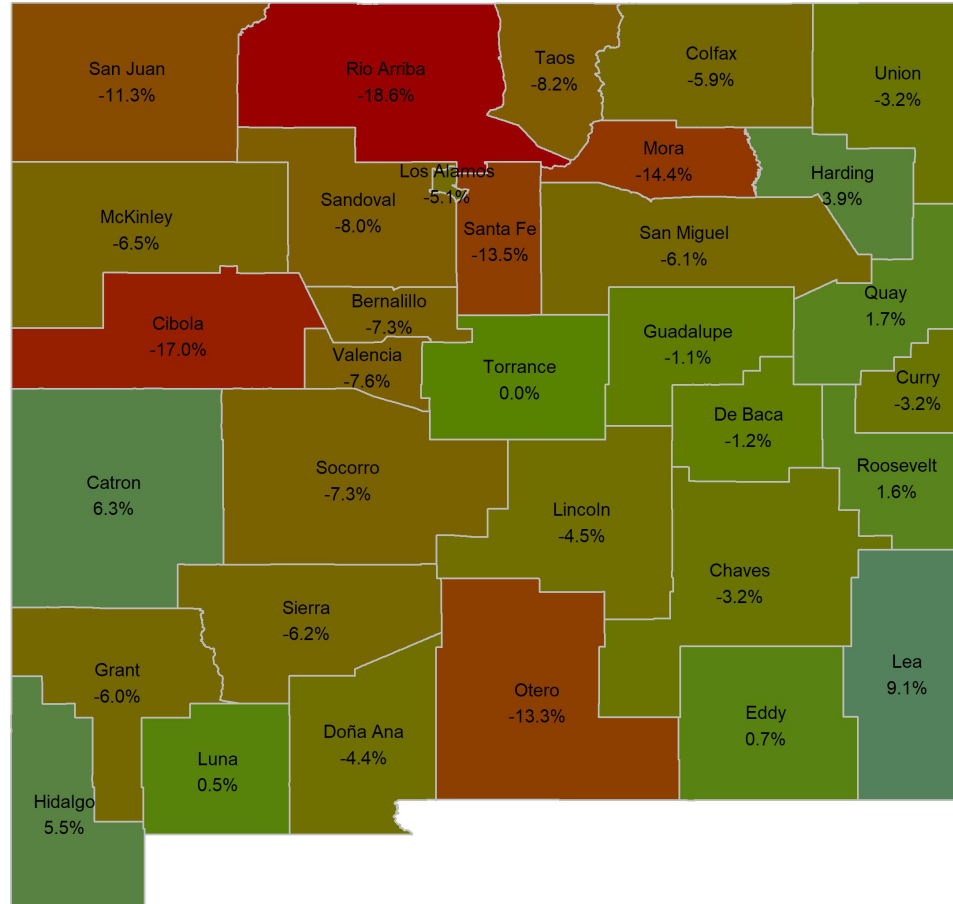 San Juan
-11.3%
Rio Arriba
-18.6%
Taos
-8.2%
Colfax
-5.9%
Union
-3.2%
Mora
-14.4%
Harding
3.9%
Los Alamos
-5.1%
McKinley
-6.5%
Sandoval
-8.0%
Santa Fe
-13.5%
San Miguel
-6.1%
Quay
1.7%
Cibola
-17.0%
Bernalillo
-7.3%
Valencia
-7.6%
Torrance
0.0%
Guadalupe
-1.1%
Curry
-3.2%
De Baca
-1.2%
Roosevelt
1.6%
Catron
6.3%
Socorro
-7.3%
Lincoln
-4.5%
Chaves
-3.2%
Sierra
-6.2%
Grant
-6.0%
Otero
-13.3%
Lea
9.1%
Eddy
0.7%
Doña Ana
-4.4%
Luna
0.5%
Hidalgo
5.5%